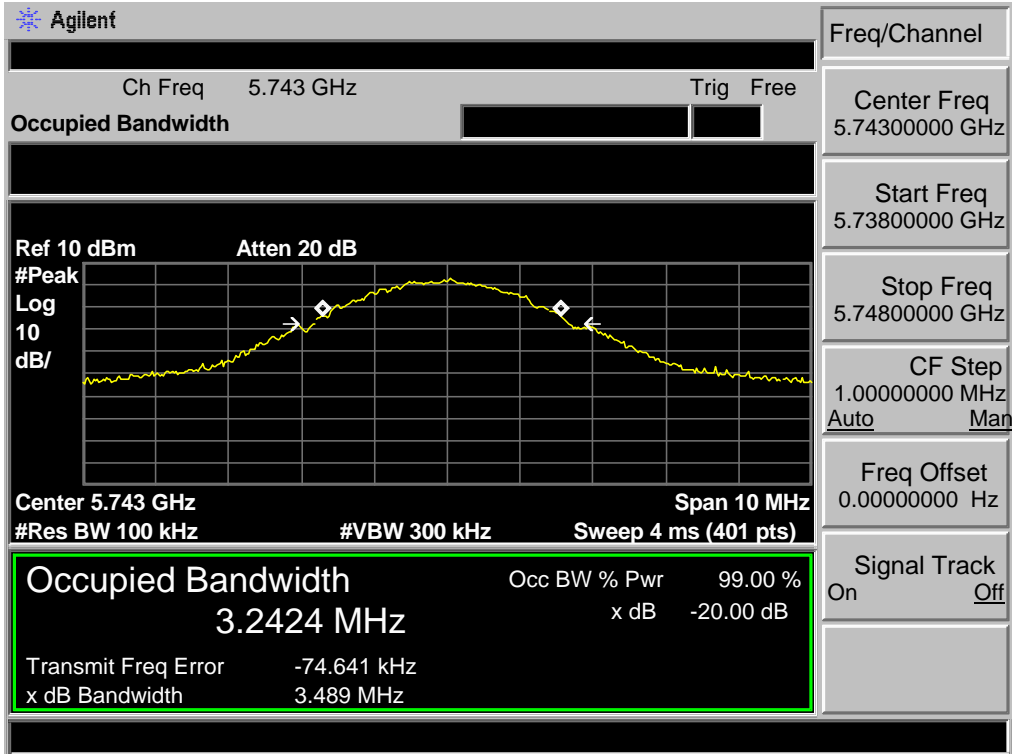 Agilent
Ch Freq 5.743 GHz Trig Free
Occupied Bandwidth
Ref 10 dBm Atten 20 dB
#Peak
Log
10
dB/
Center 5.743 GHz Span 10 MHz
#Res BW 100 kHz #VBW 300 kHz Sweep 4 ms (401 pts)
Occupied Bandwidth Occ BW % Pwr 99.00 %
3.2424 MHz x dB -20.00 dB
Transmit Freq Error -74.641 kHz
x dB Bandwidth 3.489 MHz
Freq/Channel
Center Freq
5.74300000 GHz
Start Freq
5.73800000 GHz
Stop Freq
5.74800000 GHz
CF Step
1.00000000 MHz
Auto Man
Freq Offset
0.00000000 Hz
Signal Track
On Off